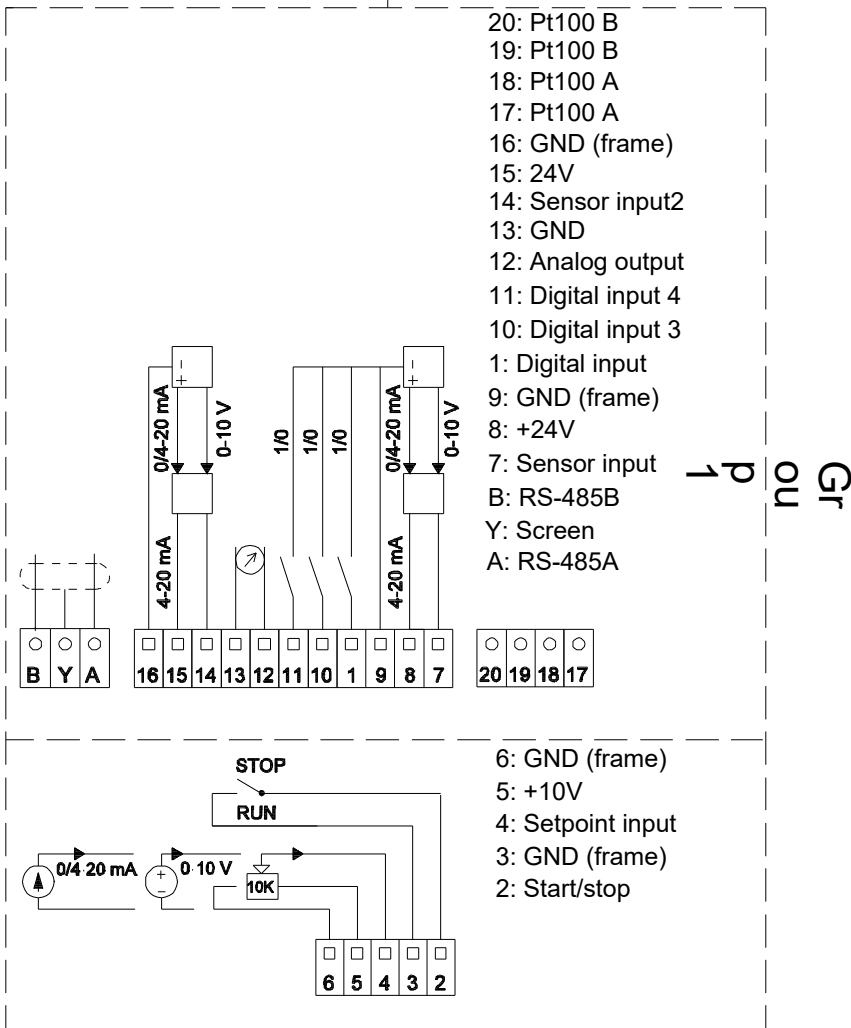 20: Pt100 B
19: Pt100 B
18: Pt100 A
17: Pt100 A
16: GND (frame)
15: 24V
14: Sensor input2
13: GND
12: Analog output
11: Digital input 4
10: Digital input 3
1: Digital input
9: GND (frame)
8: +24V
7: Sensor input
B: RS-485B
Y: Screen
A: RS-485A
Gr
ou
p
1
- +
0/4-20 mA
0-10 V
1/0
1/0
1/0
- +
0/4-20 mA
0-10 V
4-20 mA
4-20 mA
B Y A
16 15 14 13 12 11 10 1 9 8 7
20 19 18 17
STOP
RUN
0/4-20 mA
+ -
0-10 V
10K
6 5 4 3 2
6: GND (frame)
5: +10V
4: Setpoint input
3: GND (frame)
2: Start/stop